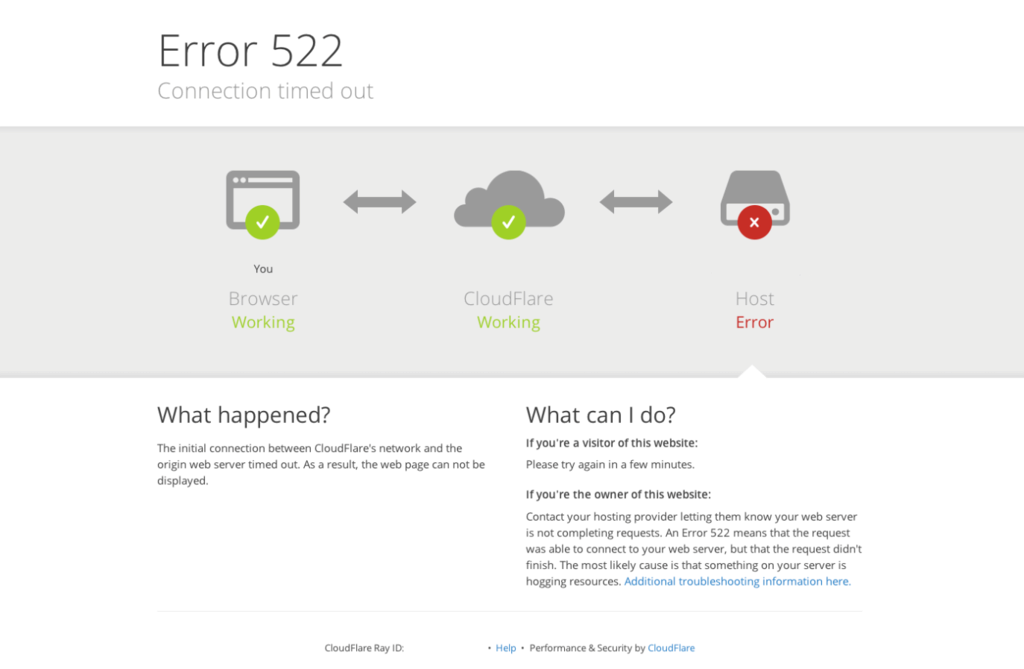 Error 522
Connection timed out
You
Browser
Working
CloudFlare
Working
Host
Error
What happened?
The initial connection between CloudFlare's network and the
origin web server timed out. As a result, the web page can not be
displayed.
What can I do?
If you're a visitor of this website:
Please try again in a few minutes.
If you're the owner of this website:
Contact your hosting provider letting them know your web server
is not completing requests. An Error 522 means that the request
was able to connect to your web server, but that the request didn't
finish. The most likely cause is that something on your server is
hogging resources. Additional troubleshooting information here.
CloudFlare Ray ID: • Help • Performance & Security by CloudFlare